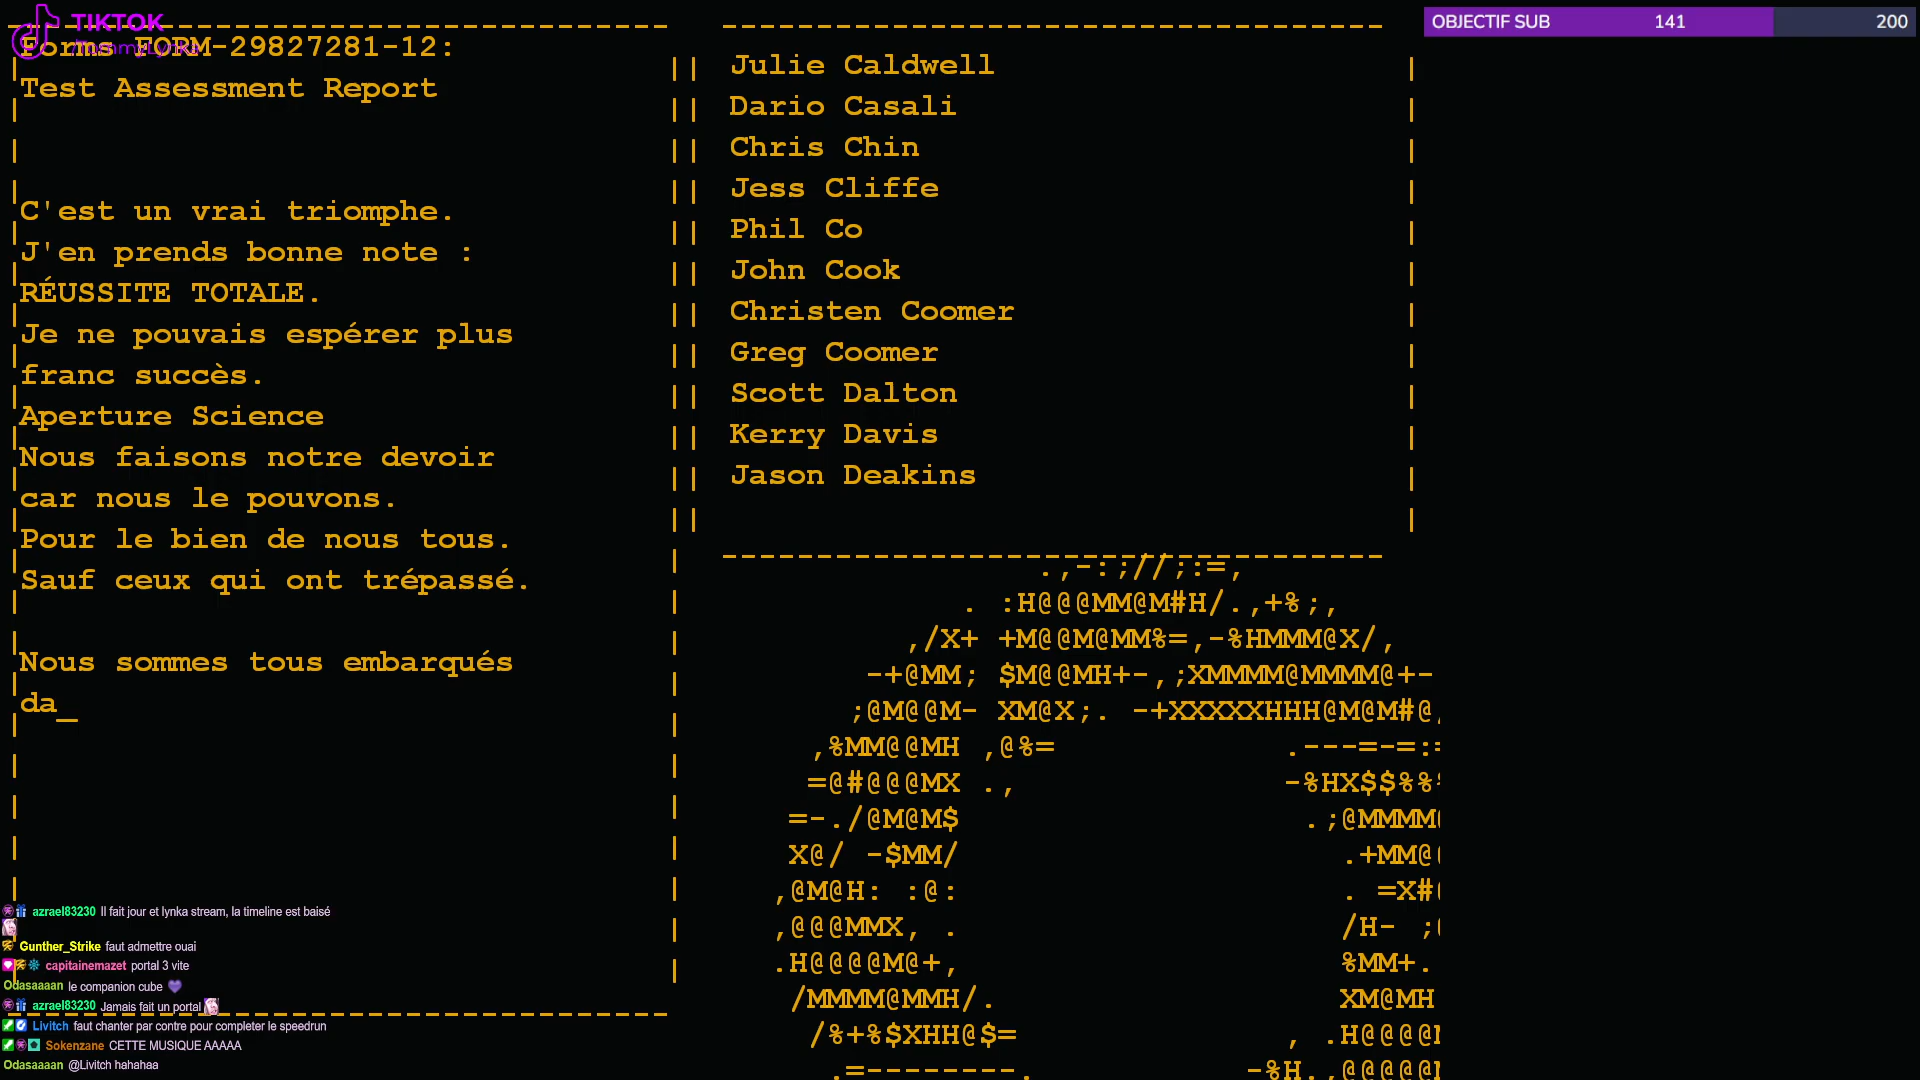 TIKTOK
/TommyLynka
OBJECTIF SUB 141 200
Forms FORM-29827281-12:
Test Assessment Report
C'est un vrai triomphe.
J'en prends bonne note :
RÉUSSITE TOTALE.
Je ne pouvais espérer plus
franc succès.
Aperture Science
Nous faisons notre devoir
car nous le pouvons.
Pour le bien de nous tous.
Sauf ceux qui ont trépassé.
Nous sommes tous embarqués
da_
Julie Caldwell
Dario Casali
Chris Chin
Jess Cliffe
Phil Co
John Cook
Christen Coomer
Greg Coomer
Scott Dalton
Kerry Davis
Jason Deakins
azrael83230 Il fait jour et lynka stream, la timeline est baisé
Gunther_Strike faut admettre ouai
capitainemazet portal 3 vite
Odasaaaan le companion cube 💜
azrael83230 Jamais fait un portal
Livitch faut chanter par contre pour completer le speedrun
Sokenzane CETTE MUSIQUE AAAAA
Odasaaaan @Livitch hahahaa